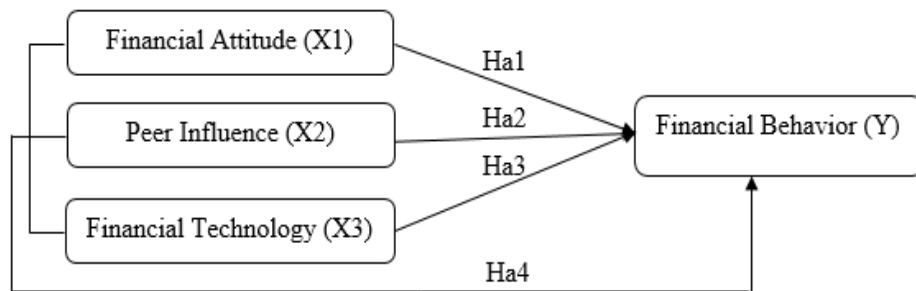 Financial Attitude (X1)
Ha1
Peer Influence (X2)
Ha2
Financial Behavior (Y)
Ha3
Financial Technology (X3)
Ha4